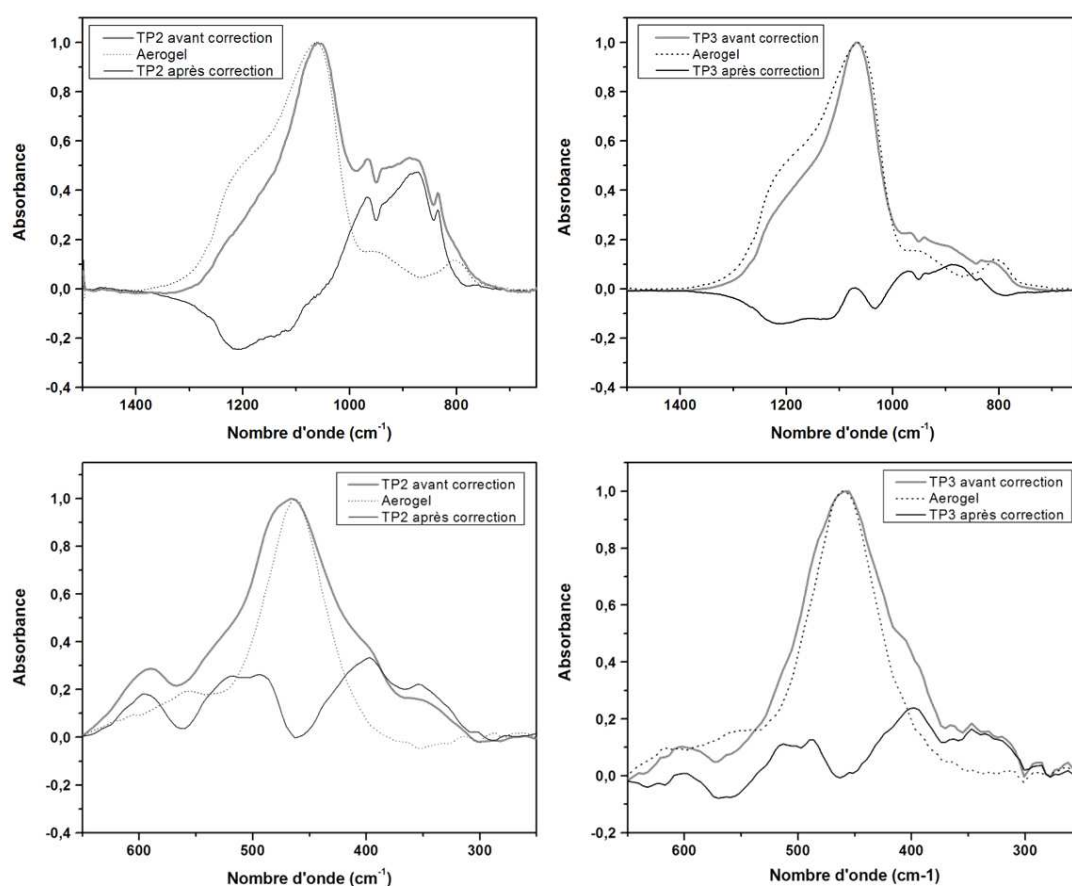 TP2 avant correction
Aerogel
TP2 après correction
1,0
0,8
0,6
0,4
0,2
0,0
-0,2
-0,4
Absorbance
1400 1200 1000 800
Nombre d'onde (cm-1)
TP3 avant correction
Aerogel
TP3 après correction
1,0
0,8
0,6
0,4
0,2
0,0
-0,2
-0,4
Absrobance
1400 1200 1000 800
Nombre d'onde (cm-1)
TP2 avant correction
Aerogel
TP2 après correction
1,0
0,8
0,6
0,4
0,2
0,0
-0,2
-0,4
Absorbance
600 500 400 300
Nombre d'onde (cm-1)
TP3 avant correction
Aerogel
TP3 après correction
1,0
0,8
0,6
0,4
0,2
0,0
-0,2
Absorbance
600 500 400 300
Nombre d'onde (cm-1)